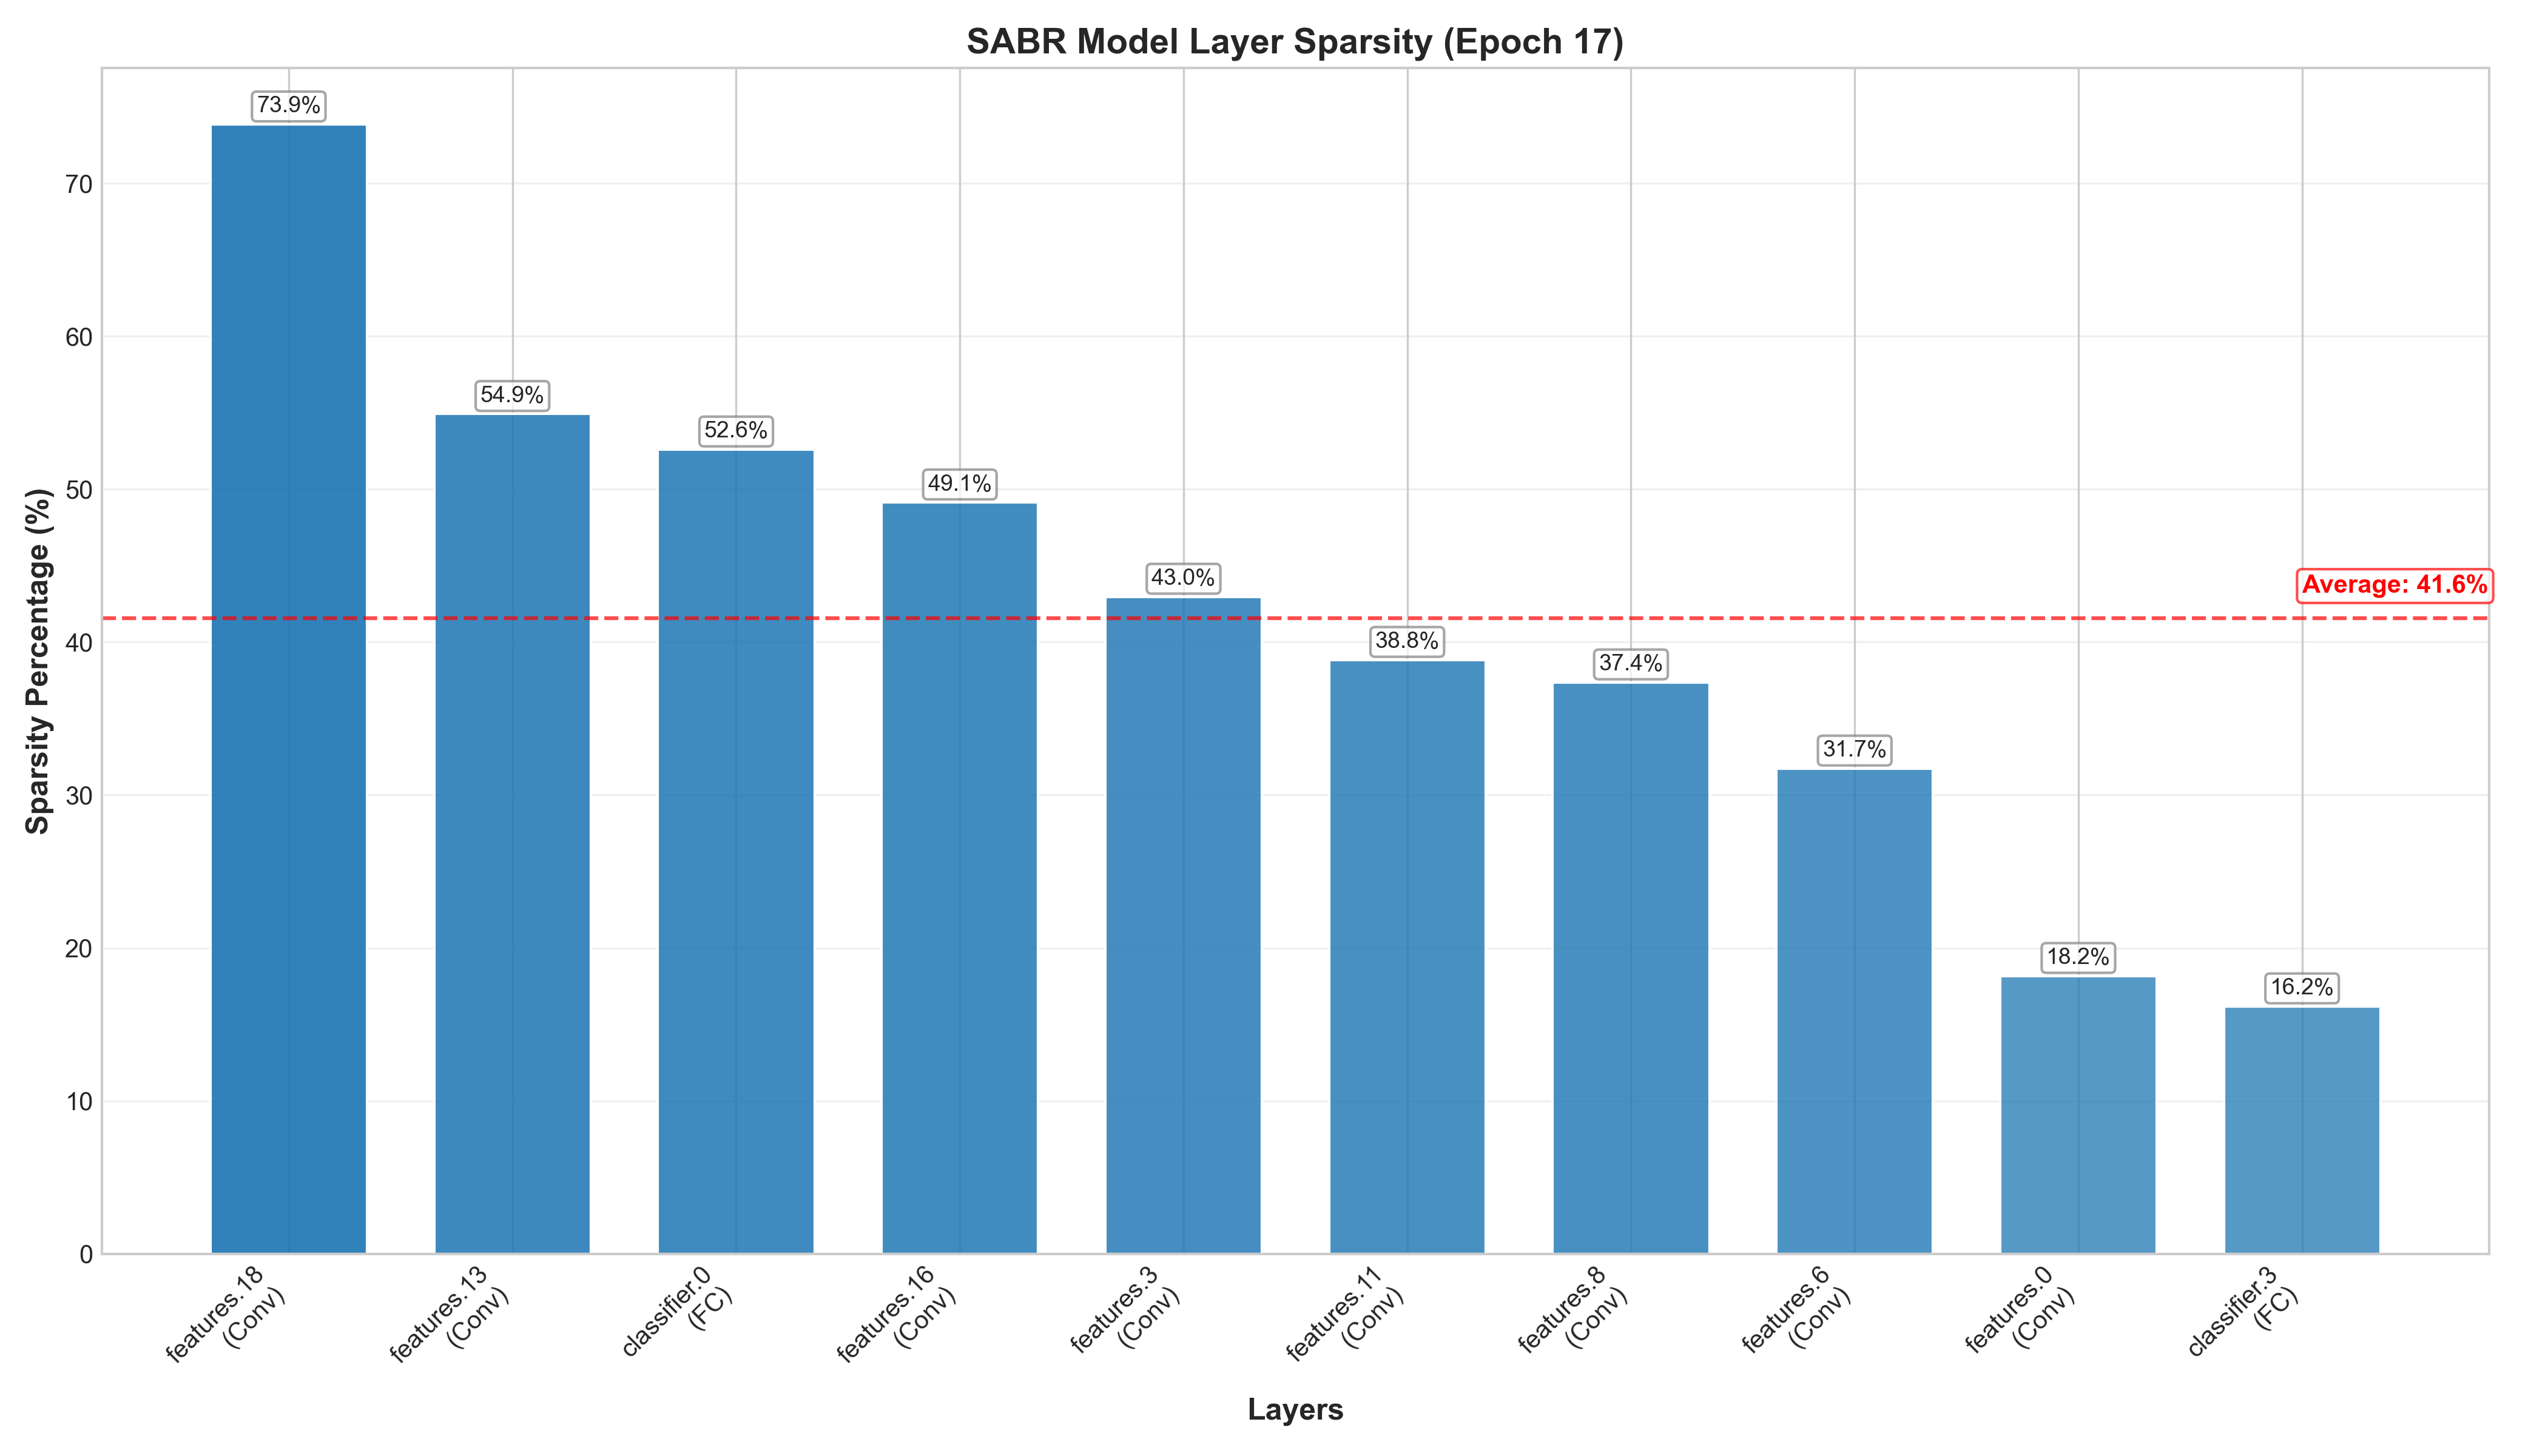 SABR Model Layer Sparsity (Epoch 17)
Sparsity Percentage (%)
70
60
50
40
30
20
10
0
73.9%
54.9%
52.6%
49.1%
43.0%
38.8%
37.4%
31.7%
18.2%
16.2%
Average: 41.6%
features.18
(Conv)
features.13
(Conv)
classifier.0
(FC)
features.16
(Conv)
features.3
(Conv)
features.11
(Conv)
features.8
(Conv)
features.6
(Conv)
features.0
(Conv)
classifier.3
(FC)
Layers